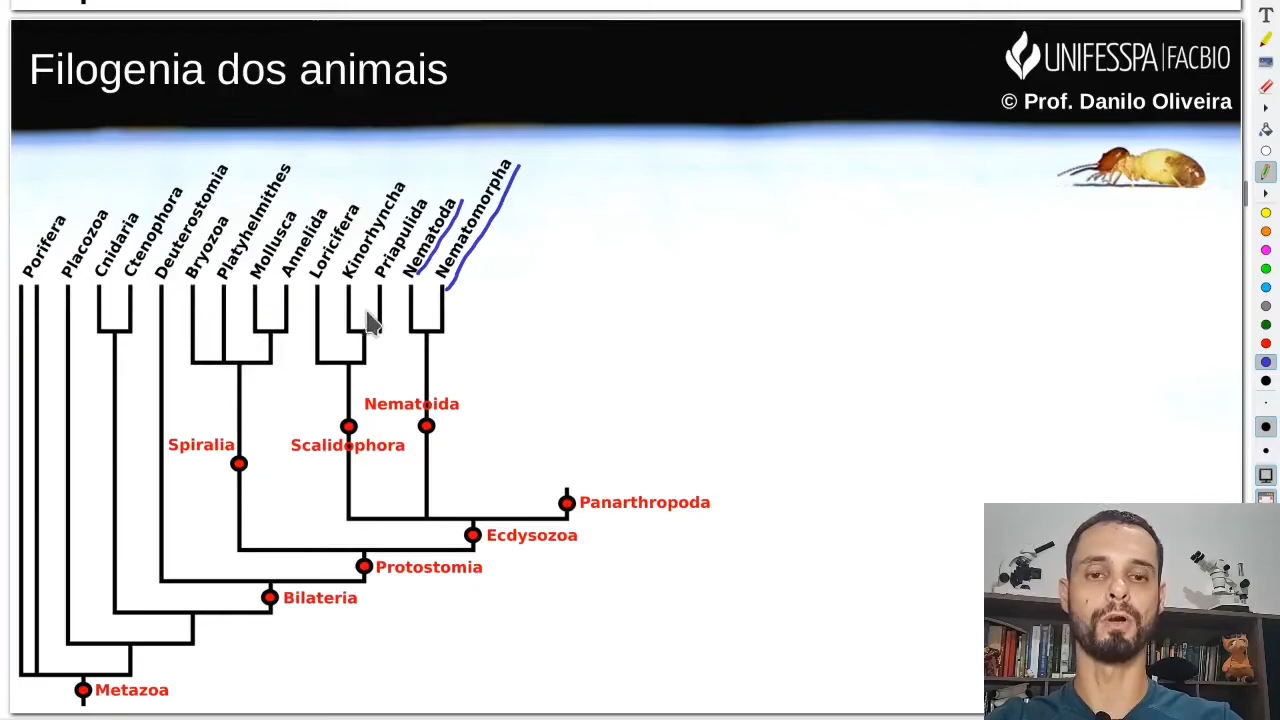 Filogenia dos animais
UNIFESSPA|FACBIO
© Prof. Danilo Oliveira
Porifera
Placozoa
Cnidaria
Ctenophora
Deuterostomia
Bryozoa
Platyhelmithes
Mollusca
Annelida
Loricifera
Kinorhyncha
Priapulida
Nematoda
Nematomorpha
Nematoida
Spiralia
Scalidophora
Panarthropoda
Ecdysozoa
Protostomia
Bilateria
Metazoa